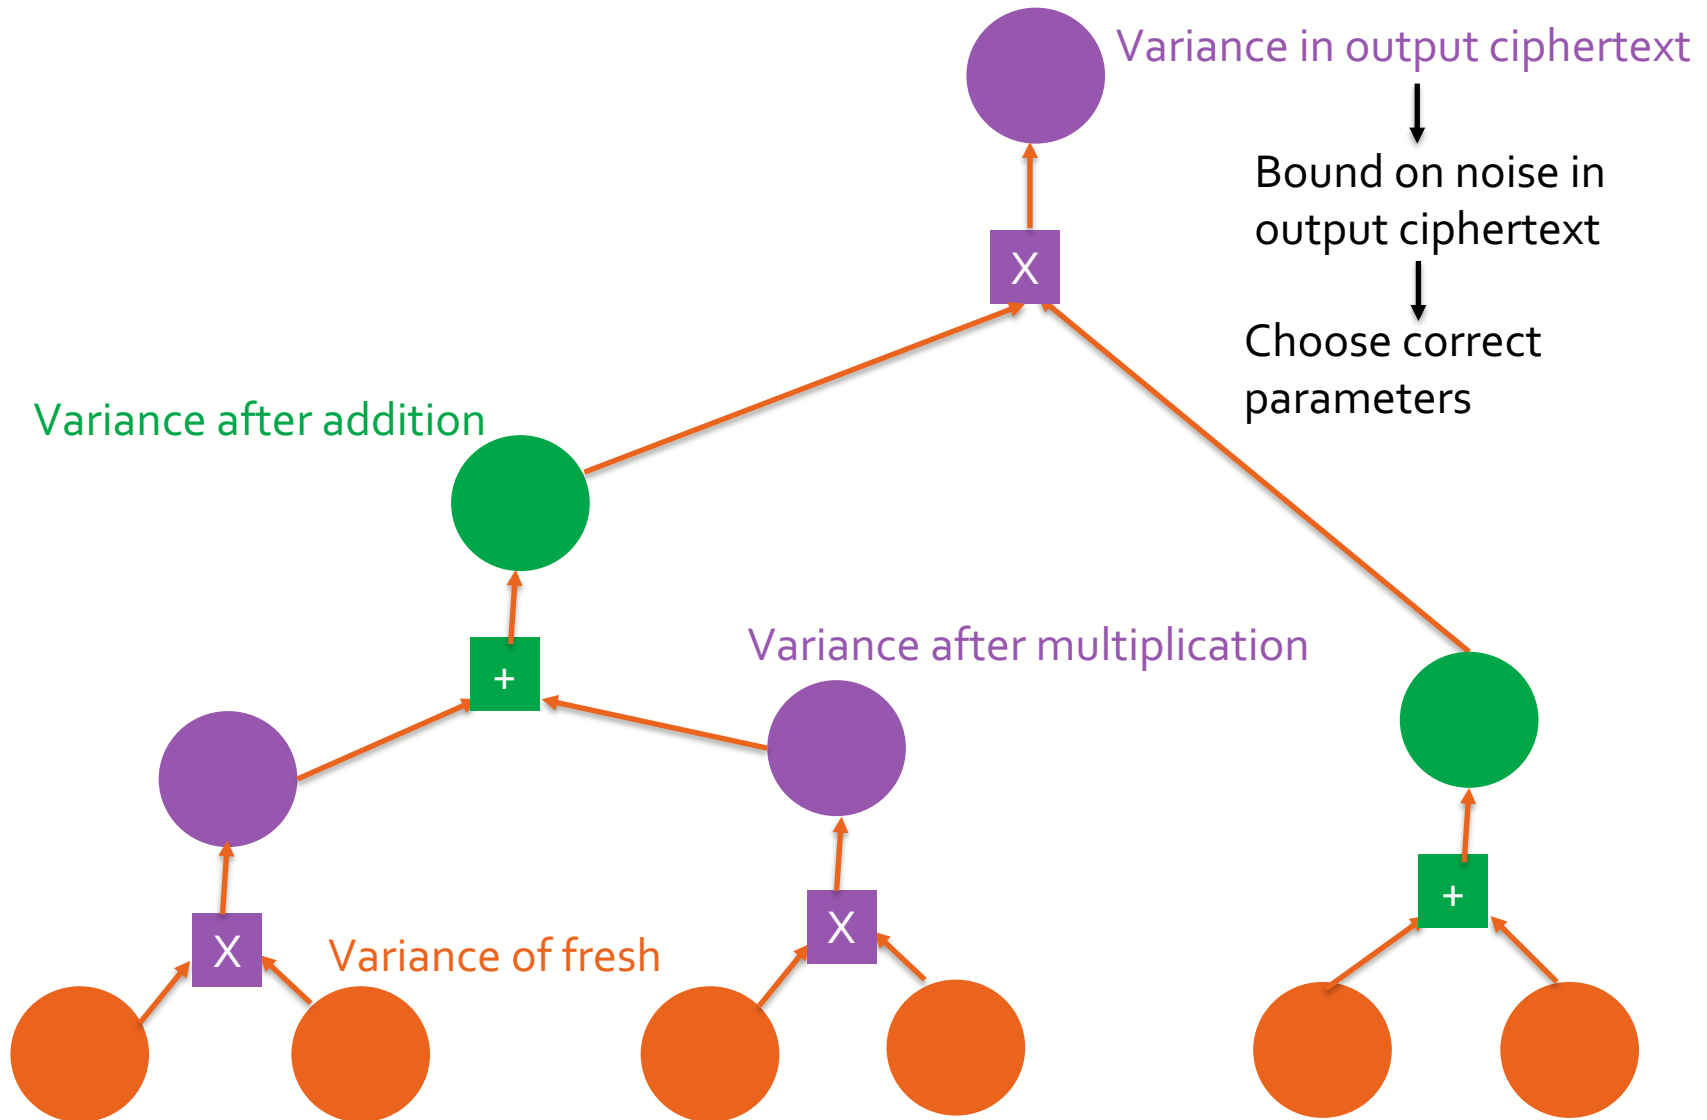 Variance in output ciphertext
Bound on noise in
output ciphertext
X
Choose correct
parameters
Variance after addition
Variance after multiplication
+
+
X
X
Variance of fresh